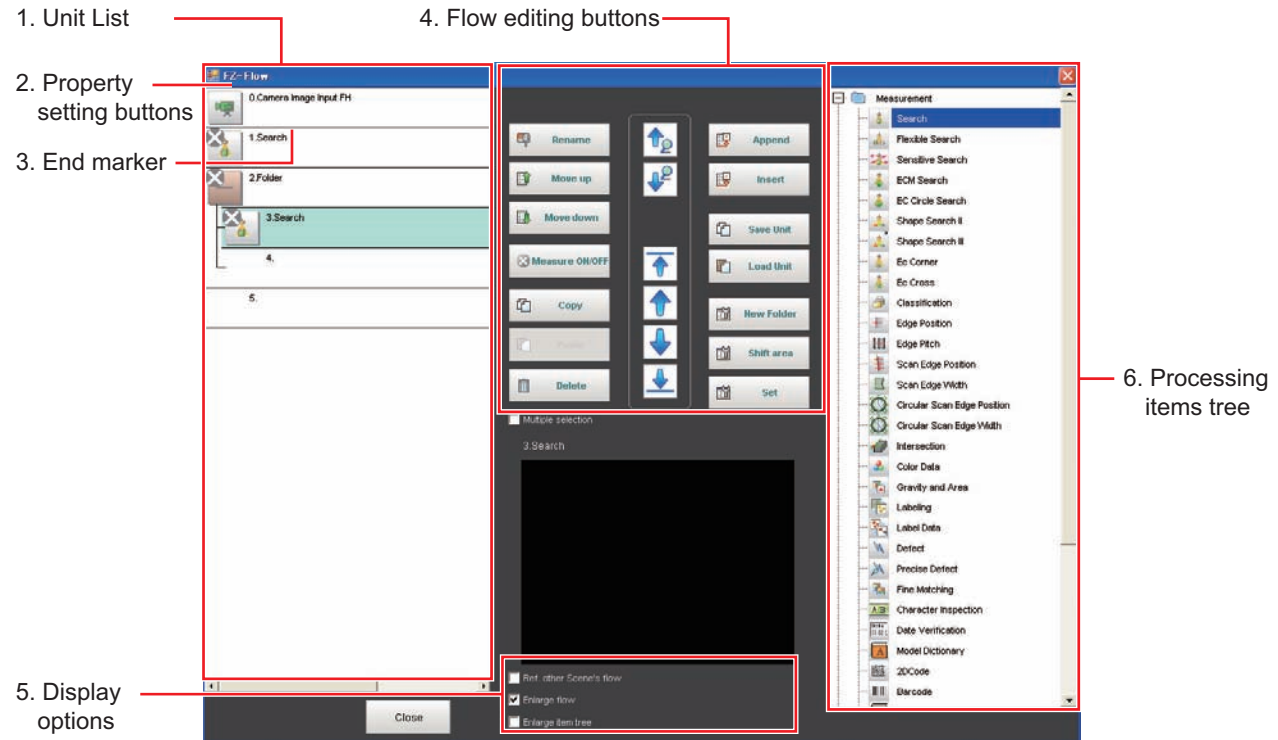 1. Unit List
4. Flow editing buttons
2. Property
setting buttons
3. End marker
FZ-Flow
0.Camera Image Input FH
1.Search
2.Folder
3.Search
4.
5.
Rename
Move up
Move down
Measure ON/OFF
Copy
Delete
Append
Insert
Save Unit
Load Unit
New Folder
Shift area
Set
Multiple selection
3.Search
Measurement
Search
Flexible Search
Sensitive Search
ECM Search
EC Circle Search
Shape Search II
Shape Search III
Ec Corner
Ec Cross
Classification
Edge Position
Edge Pitch
Scan Edge Position
Scan Edge Width
Circular Scan Edge Position
Circular Scan Edge Width
Intersection
Color Data
Gravity and Area
Labeling
Label Data
Defect
Precise Defect
Fine Matching
Character Inspection
Date Verification
Model Dictionary
2DCode
Barcode
6. Processing
items tree
5. Display
options
Ref. other Scene's flow
Enlarge flow
Enlarge item tree
Close